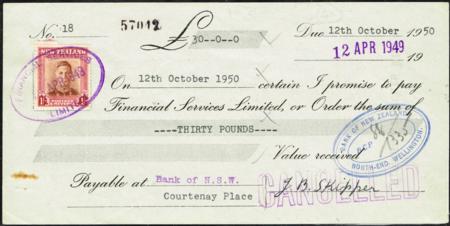 No. 18 57012 £30--0--0 Due 12th October 1950
12 APR 1949 19
NEW ZEALAND
On 12th October 1950 certain I promise to pay
Financial Services Limited, or Order the sum of
----THIRTY POUNDS----
Value received
BANK OF NEW ZEALAND
NORTH-END, WELLINGTON.
Payable at Bank of N.S.W.
Courtenay Place
J.B. Skipper
CANCELLED